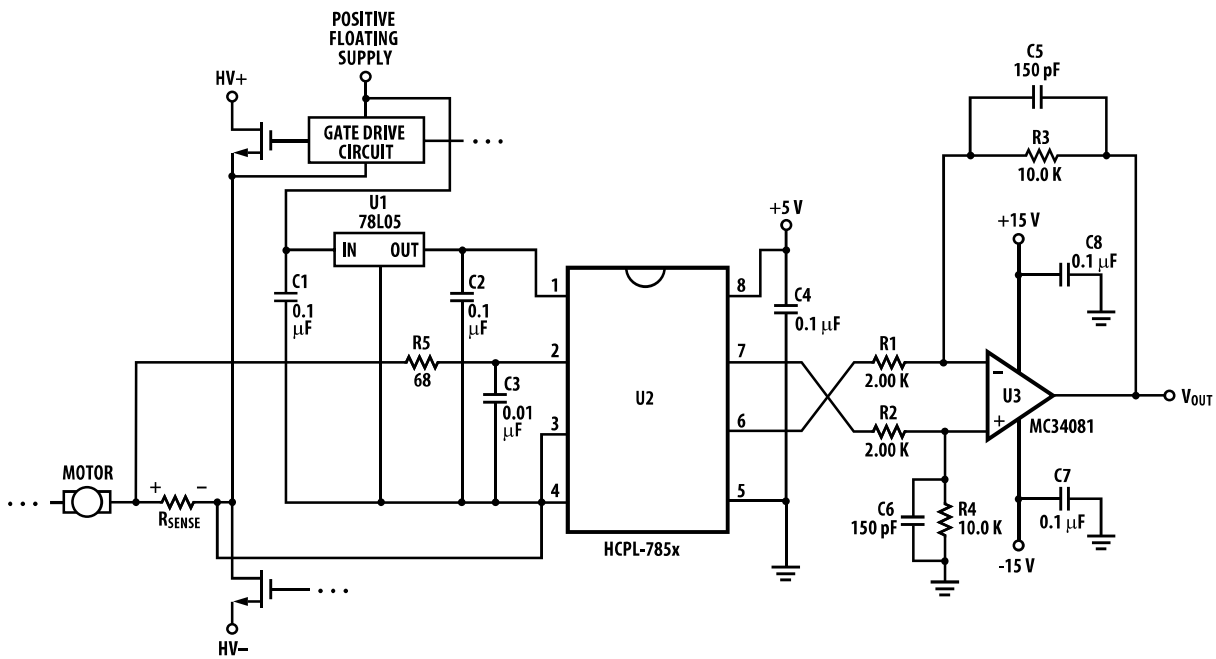 POSITIVE
FLOATING
SUPPLY
HV+
GATE DRIVE
CIRCUIT
• • •
U1
78L05
IN
OUT
C1
0.1
µF
C2
0.1
µF
R5
68
C3
0.01
µF
MOTOR
• • •
+
-
RSENSE
HV-
• • •
1
2
3
4
U2
8
7
6
5
HCPL-785x
+5 V
C4
0.1 µF
R1
2.00 K
R2
2.00 K
C5
150 pF
R3
10.0 K
+15 V
C8
0.1 µF
-
U3
+
MC34081
VOUT
C6
150 pF
R4
10.0 K
C7
0.1 µF
-15 V